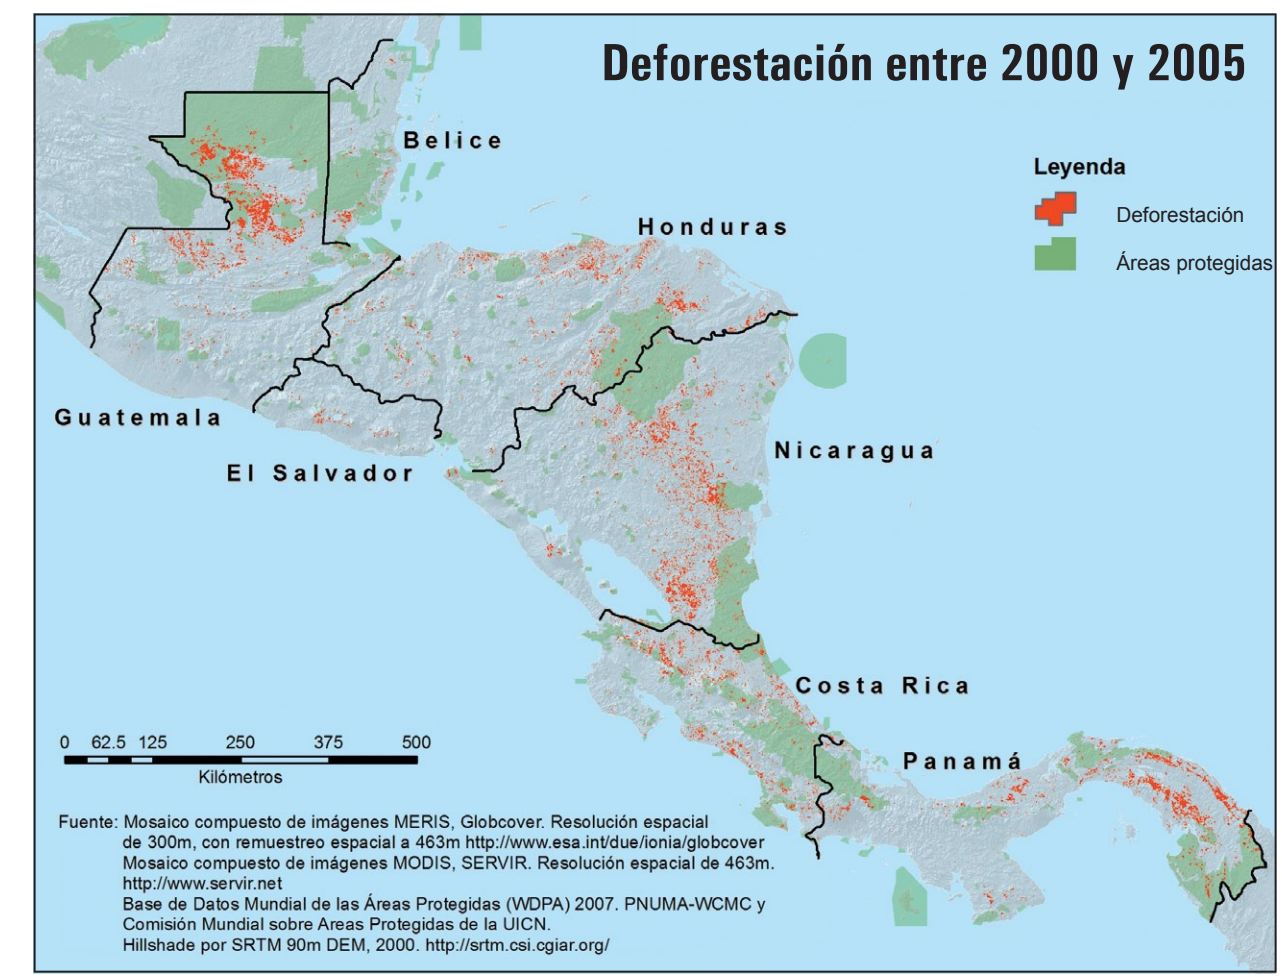 Deforestación entre 2000 y 2005
Belice
Leyenda
Deforestación
Áreas protegidas
Honduras
Guatemala
El Salvador
Nicaragua
Costa Rica
Panamá
0 62.5 125 250 375 500
Kilómetros
Fuente: Mosaico compuesto de imágenes MERIS, Globcover. Resolución espacial
de 300m, con remuestreo espacial a 463m http://www.esa.int/due/ionia/globcover
Mosaico compuesto de imágenes MODIS, SERVIR. Resolución espacial de 463m.
http://www.servir.net
Base de Datos Mundial de las Áreas Protegidas (WDPA) 2007. PNUMA-WCMC y
Comisión Mundial sobre Areas Protegidas de la UICN.
Hillshade por SRTM 90m DEM, 2000. http://srtm.csi.cgiar.org/